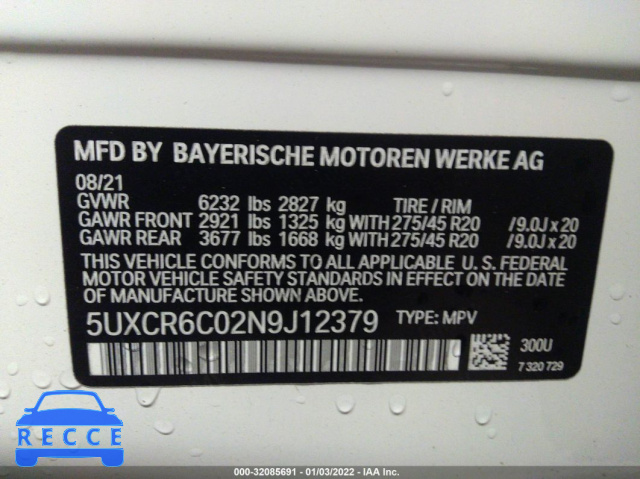 MFD BY BAYERISCHE MOTOREN WERKE AG
08/21
GVWR 6232 lbs 2827 kg TIRE / RIM
GAWR FRONT 2921 lbs 1325 kg WITH 275/45 R20 /9.0J x 20
GAWR REAR 3677 lbs 1668 kg WITH 275/45 R20 /9.0J x 20
THIS VEHICLE CONFORMS TO ALL APPLICABLE U. S. FEDERAL
MOTOR VEHICLE SAFETY STANDARDS IN EFFECT ON THE DATE OF
MANUFACTURE SHOWN ABOVE.
5UXCR6C02N9J12379 TYPE: MPV
300U
7 320 729
RECCE
000-32085691 - 01/03/2022 - IAA Inc.